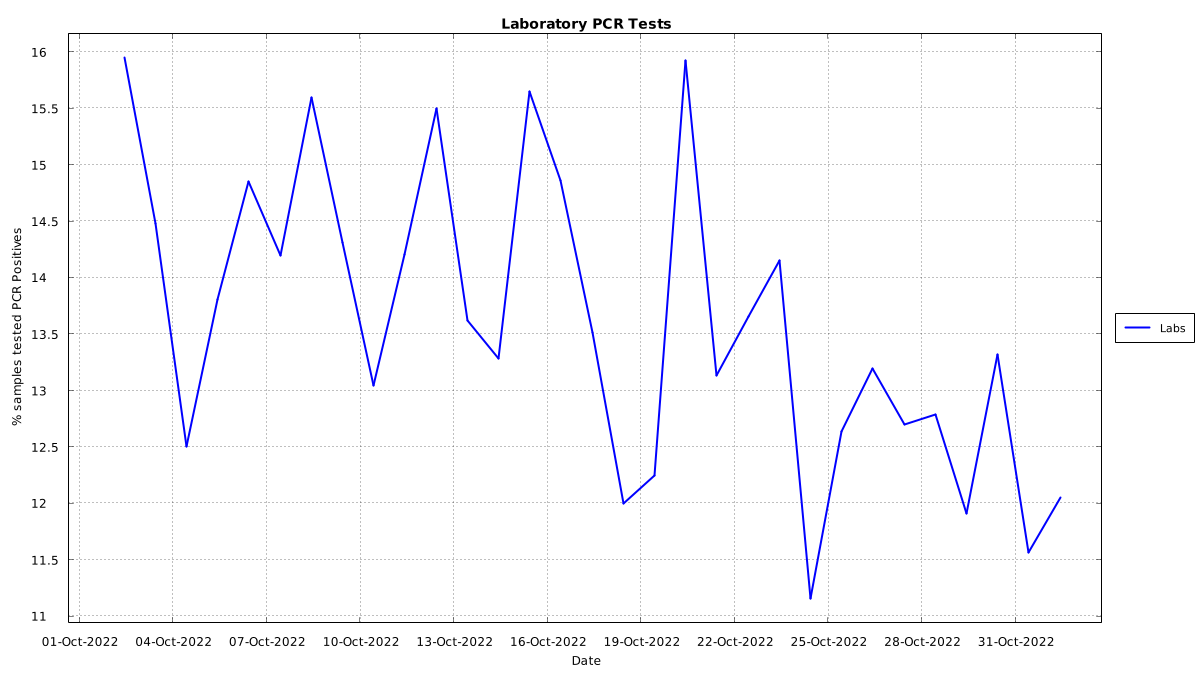 Laboratory PCR Tests
% samples tested PCR Positives
16
15.5
15
14.5
14
13.5
13
12.5
12
11.5
11
01-Oct-2022 04-Oct-2022 07-Oct-2022 10-Oct-2022 13-Oct-2022 16-Oct-2022 19-Oct-2022 22-Oct-2022 25-Oct-2022 28-Oct-2022 31-Oct-2022
Date
Labs